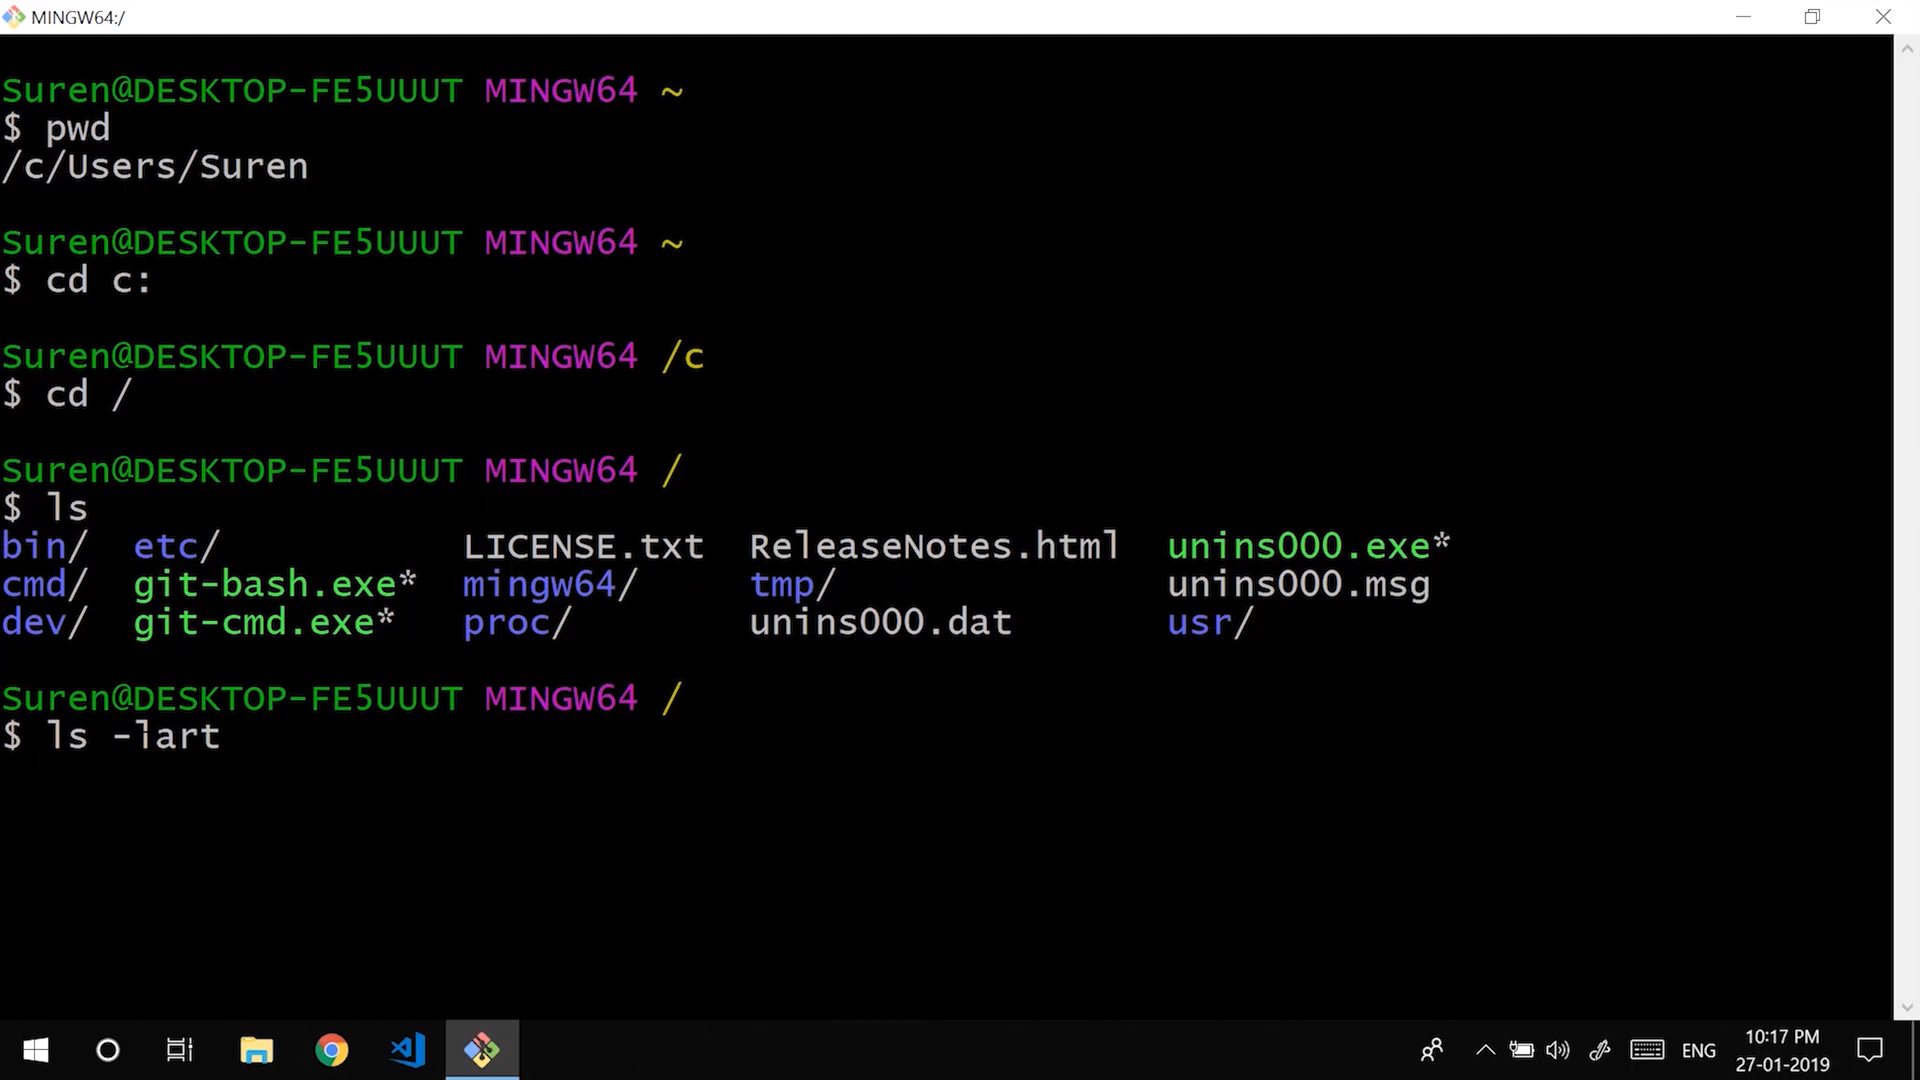 MINGW64:/
Suren@DESKTOP-FE5UUUT MINGW64 ~
$ pwd
/c/Users/Suren
Suren@DESKTOP-FE5UUUT MINGW64 ~
$ cd c:
Suren@DESKTOP-FE5UUUT MINGW64 /c
$ cd /
Suren@DESKTOP-FE5UUUT MINGW64 /
$ ls
bin/ etc/ LICENSE.txt ReleaseNotes.html unins000.exe*
cmd/ git-bash.exe* mingw64/ tmp/ unins000.msg
dev/ git-cmd.exe* proc/ unins000.dat usr/
Suren@DESKTOP-FE5UUUT MINGW64 /
$ ls -lart
ENG
10:17 PM
27-01-2019